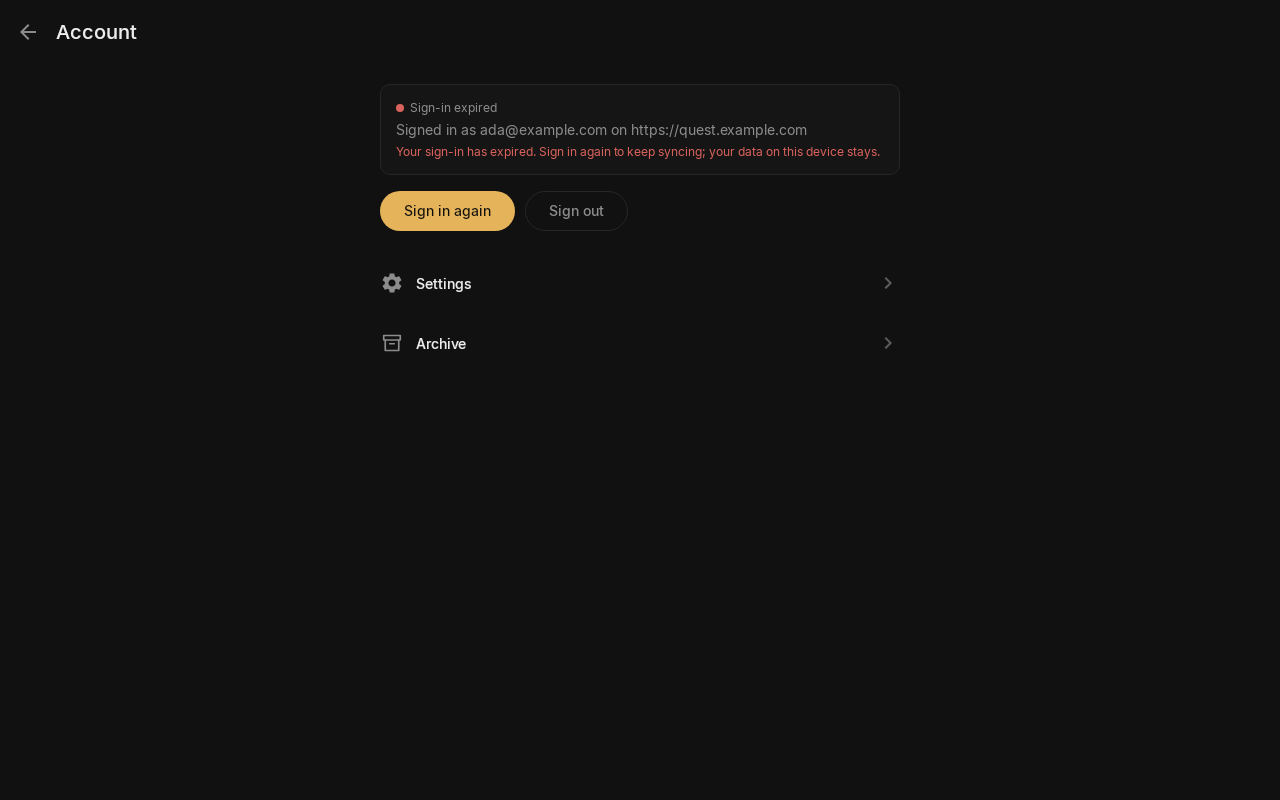 Account
Sign-in expired
Signed in as ada@example.com on https://quest.example.com
Your sign-in has expired. Sign in again to keep syncing; your data on this device stays.
Sign in again
Sign out
Settings
Archive